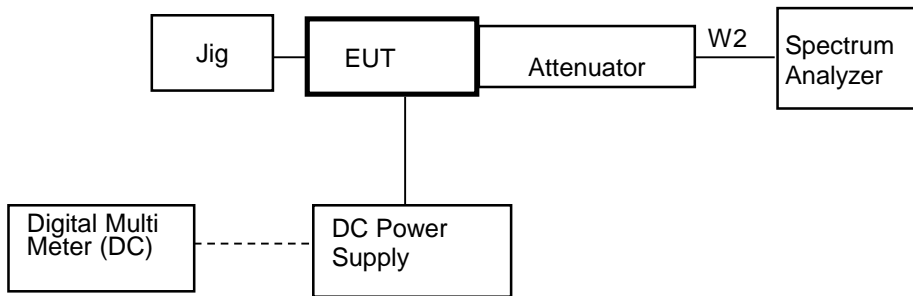 Jig
EUT
Attenuator
W2
Spectrum
Analyzer
Digital Multi
Meter (DC)
DC Power
Supply